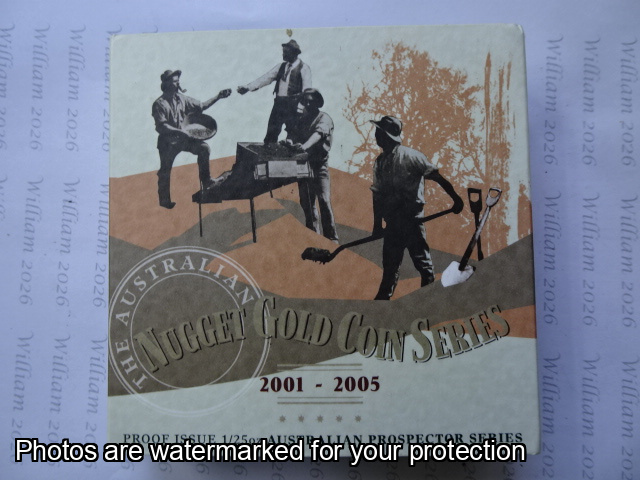 THE AUSTRALIAN
NUGGET GOLD COIN SERIES
2001 - 2005
PROOF ISSUE 1/25oz AUSTRALIAN PROSPECTOR SERIES
Photos are watermarked for your protection
William 2026